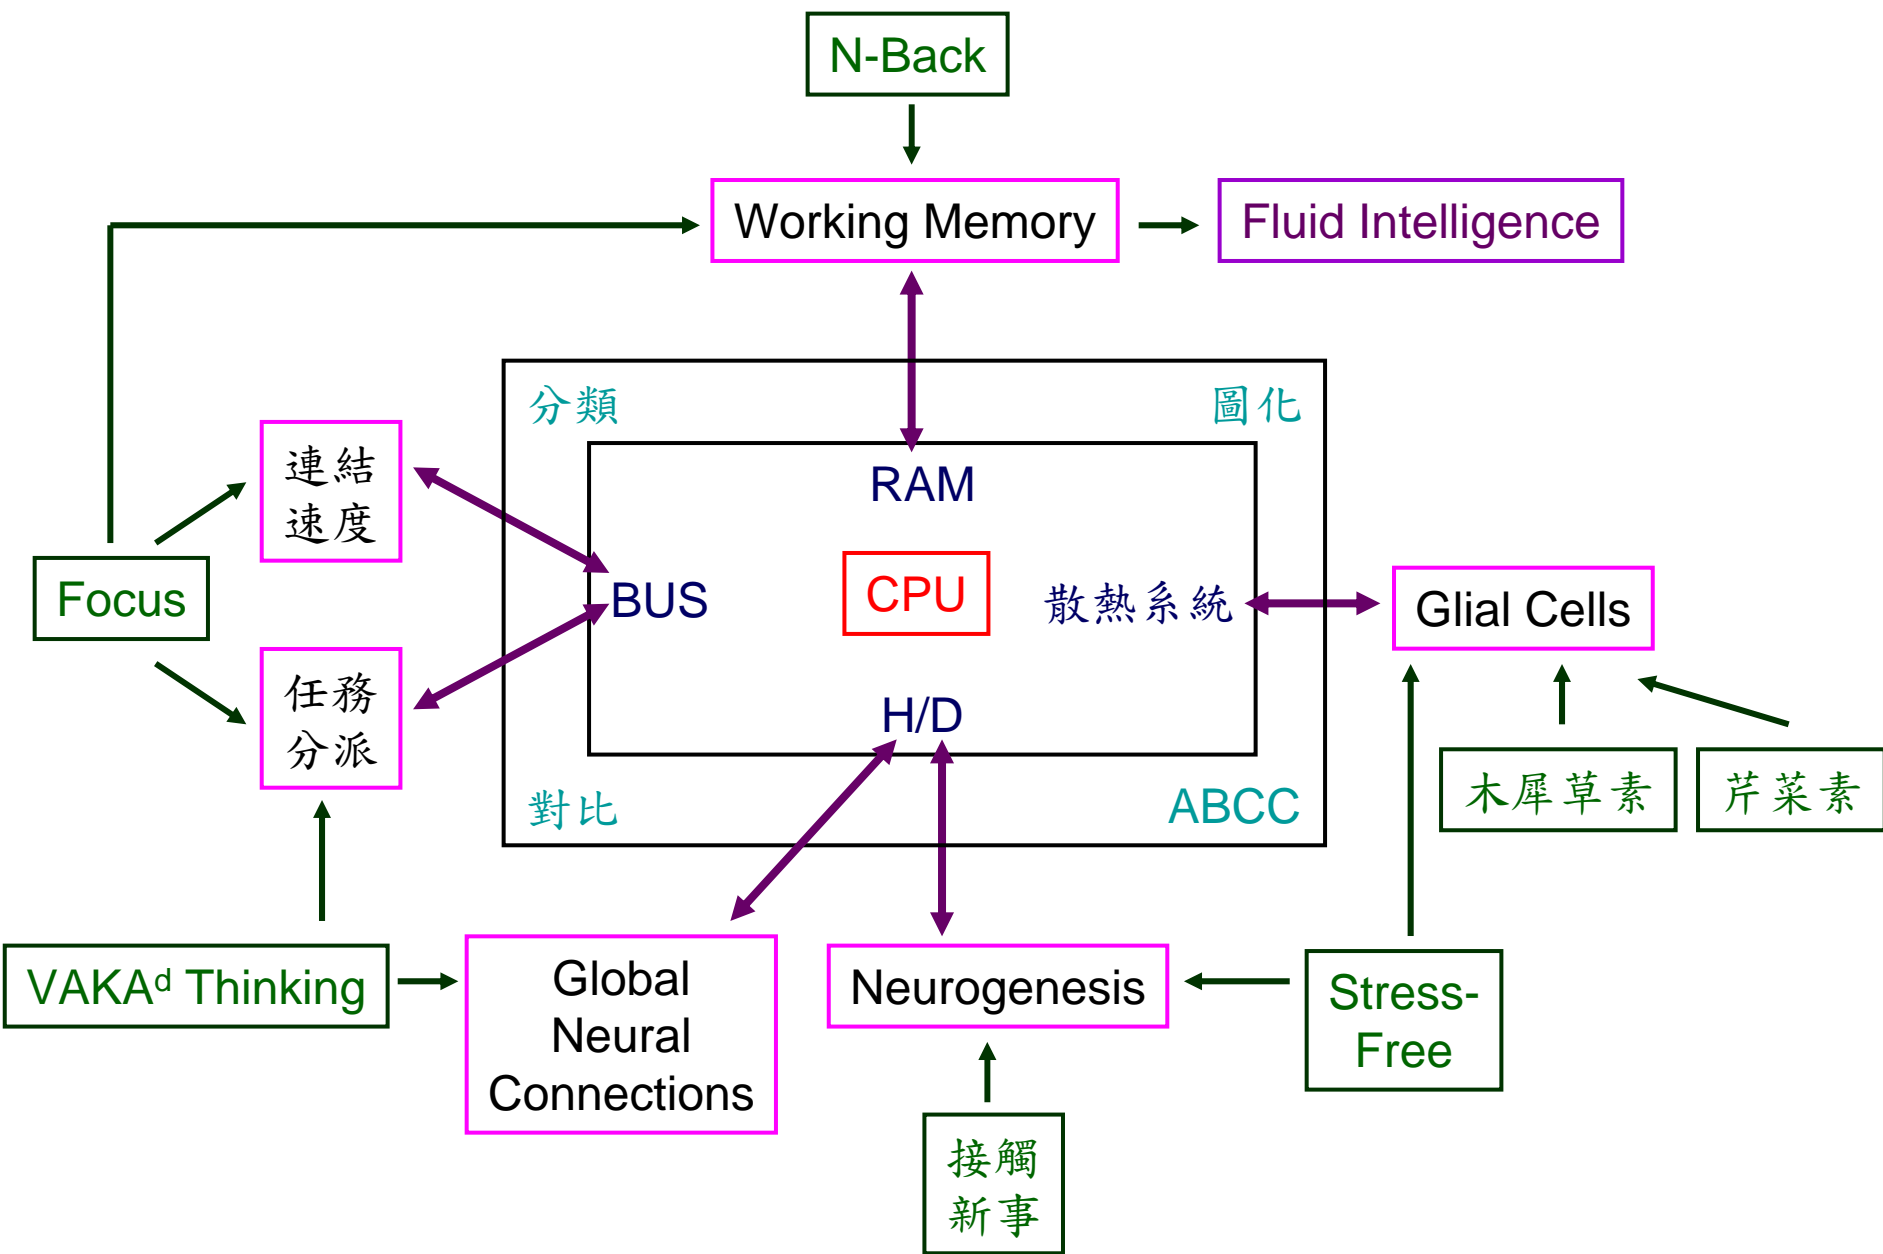 N-Back
Working Memory
Fluid Intelligence
分類
圖化
連結
速度
RAM
Focus
BUS
CPU
散熱系統
Glial Cells
任務
分派
H/D
對比
ABCC
木犀草素
芹菜素
VAKAᵈ Thinking
Global
Neural
Connections
Neurogenesis
Stress-
Free
接觸
新事